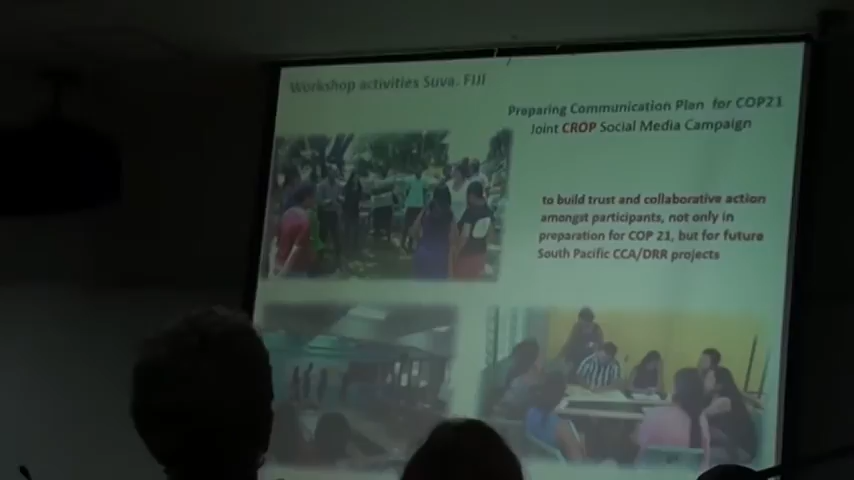 Workshop activities Suva. FIJI
Preparing Communication Plan for COP21
Joint CROP Social Media Campaign
to build trust and collaborative action
amongst participants, not only in
preparation for COP 21, but for future
South Pacific CCA/DRR projects